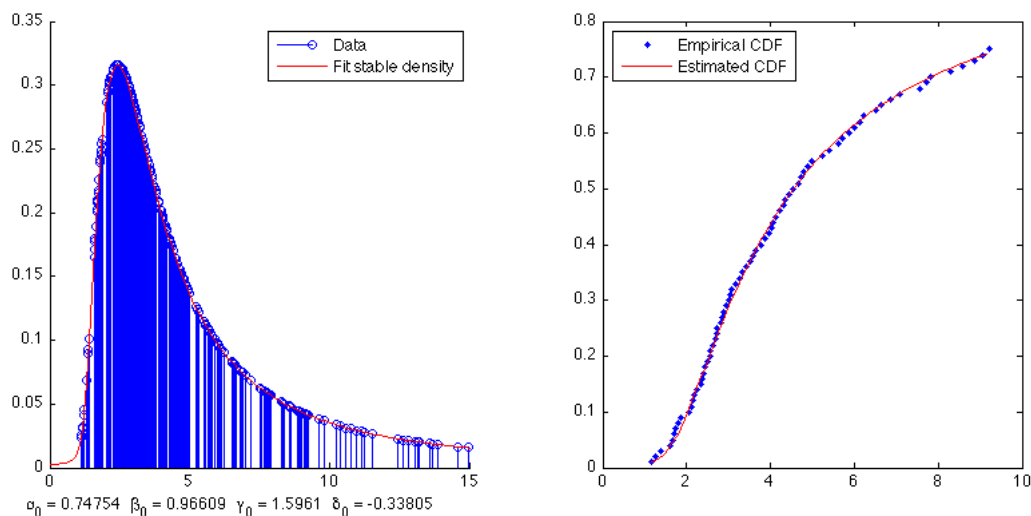 0.35
0.3
0.25
0.2
0.15
0.1
0.05
0
0 5 10 15
Data
Fit stable density
α₀ = 0.74754 β₀ = 0.96609 γ₀ = 1.5961 δ₀ = -0.33805
0.8
0.7
0.6
0.5
0.4
0.3
0.2
0.1
0
0 2 4 6 8 10
Empirical CDF
Estimated CDF